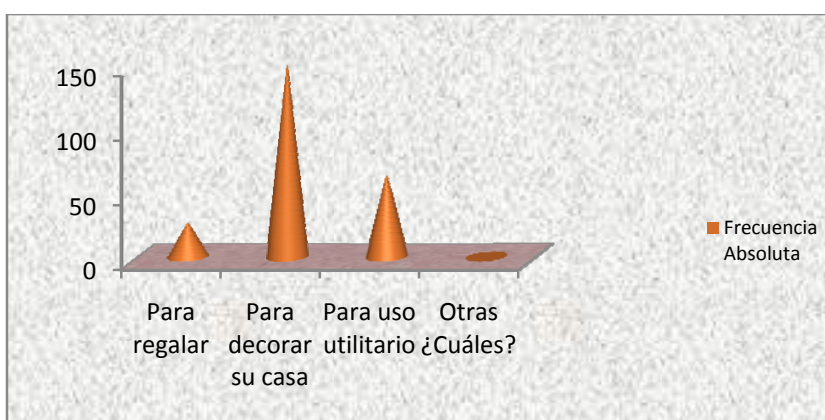 150
100
50
0
Para regalar
Para decorar su casa
Para uso utilitario
Otras ¿Cuáles?
Frecuencia
Absoluta